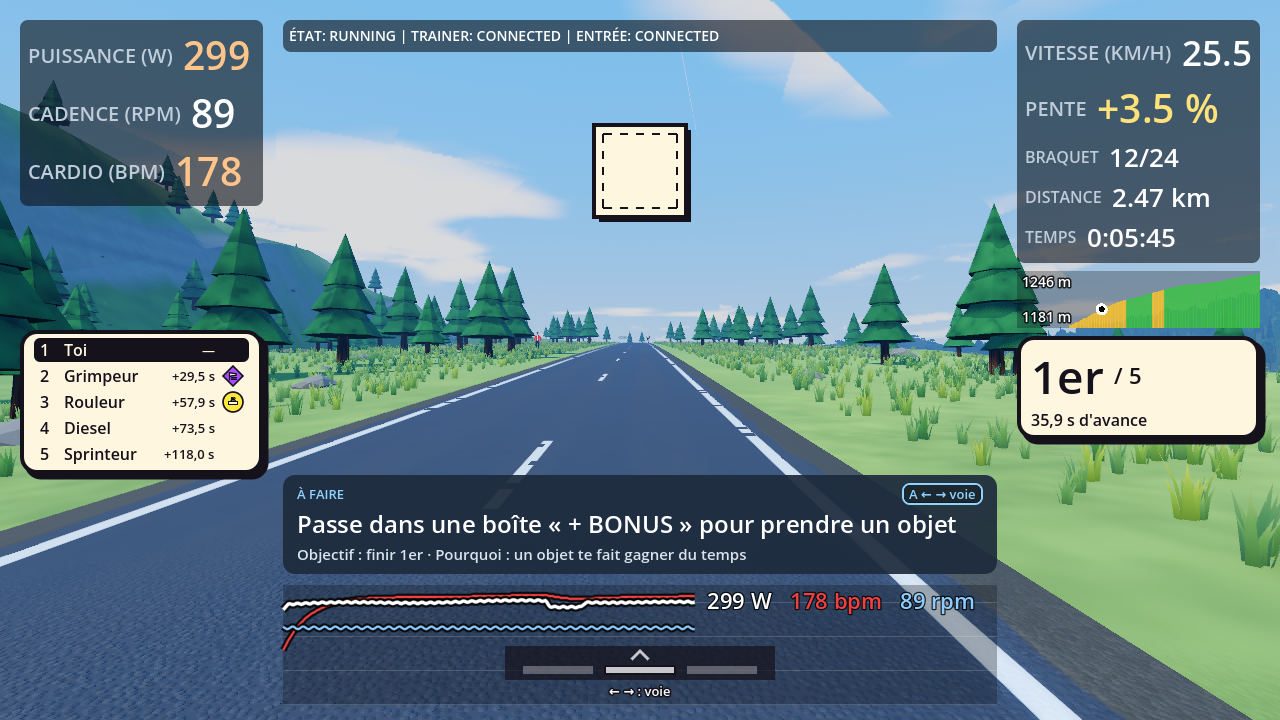 PUISSANCE (W) 299
CADENCE (RPM) 89
CARDIO (BPM) 178
ÉTAT: RUNNING | TRAINER: CONNECTED | ENTRÉE: CONNECTED
VITESSE (KM/H) 25.5
PENTE +3.5 %
BRAQUET 12/24
DISTANCE 2.47 km
TEMPS 0:05:45
1246 m
1181 m
1 Toi —
2 Grimpeur +29,5 s
3 Rouleur +57,9 s
4 Diesel +73,5 s
5 Sprinteur +118,0 s
1er / 5
35,9 s d'avance
À FAIRE
A ← → voie
Passe dans une boîte « + BONUS » pour prendre un objet
Objectif : finir 1er · Pourquoi : un objet te fait gagner du temps
299 W 178 bpm 89 rpm
← → : voie